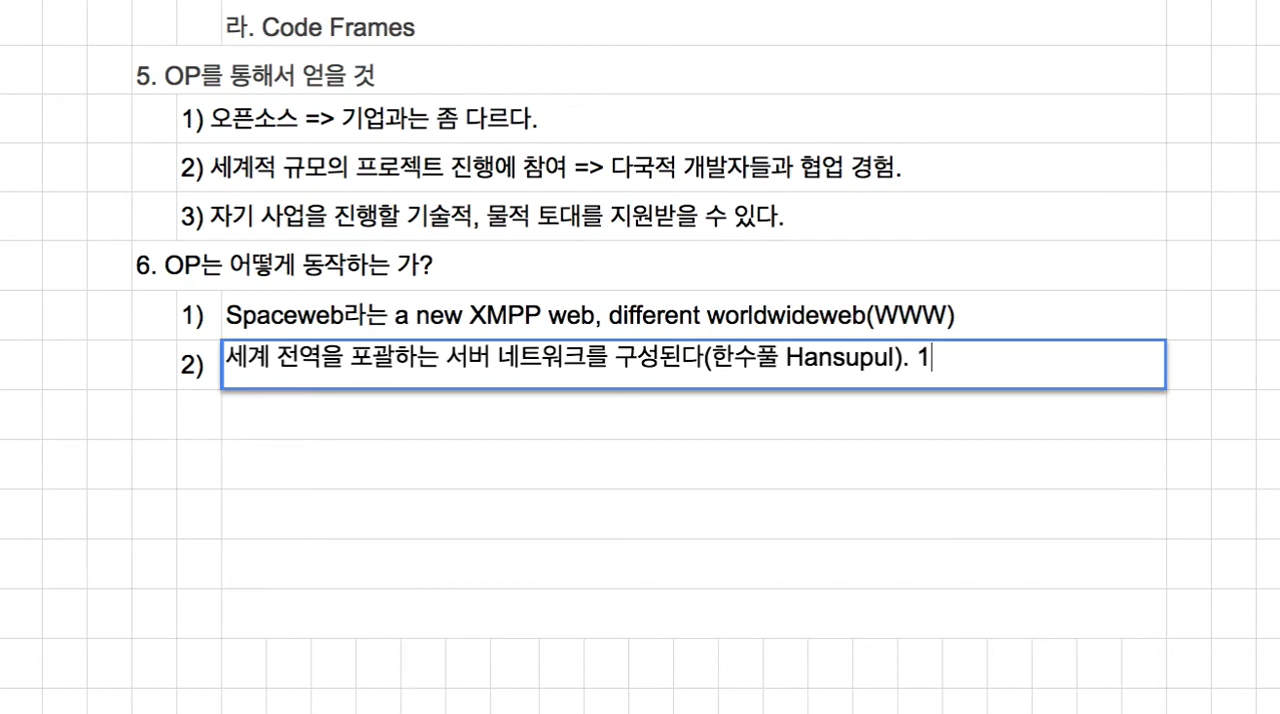 라. Code Frames
5. OP를 통해서 얻을 것
1) 오픈소스 => 기업과는 좀 다르다.
2) 세계적 규모의 프로젝트 진행에 참여 => 다국적 개발자들과 협업 경험.
3) 자기 사업을 진행할 기술적, 물적 토대를 지원받을 수 있다.
6. OP는 어떻게 동작하는 가?
1) Spaceweb라는 a new XMPP web, different worldwideweb(WWW)
2) 세계 전역을 포괄하는 서버 네트워크를 구성된다(한수풀 Hansupul). 1